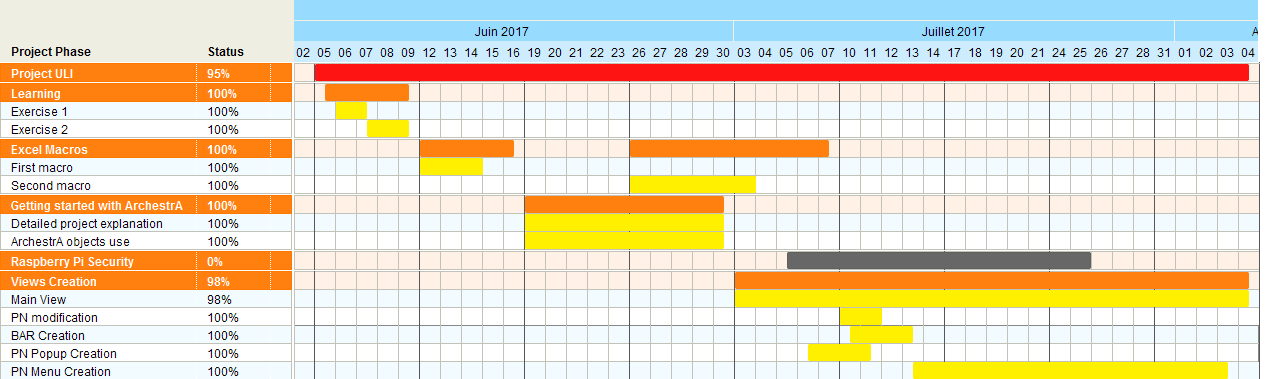 Juin 2017 Juillet 2017 A
Project Phase Status 02 05 06 07 08 09 12 13 14 15 16 19 20 21 22 23 26 27 28 29 30 03 04 05 06 07 10 11 12 13 14 17 18 19 20 21 24 25 26 27 28 31 01 02 03 04
Project ULI 95%
Learning 100%
Exercise 1 100%
Exercise 2 100%
Excel Macros 100%
First macro 100%
Second macro 100%
Getting started with ArchestrA 100%
Detailed project explanation 100%
ArchestrA objects use 100%
Raspberry Pi Security 0%
Views Creation 98%
Main View 98%
PN modification 100%
BAR Creation 100%
PN Popup Creation 100%
PN Menu Creation 100%